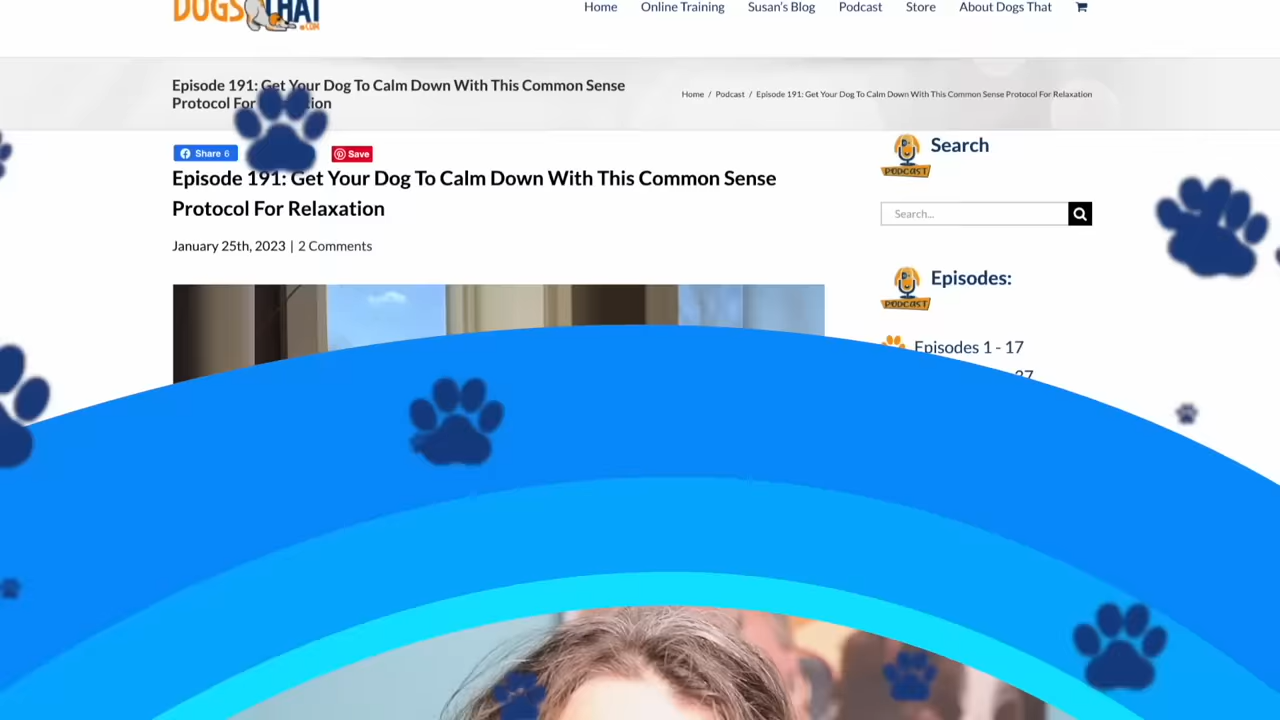 DOGS THAT
.COM
Home Online Training Susan's Blog Podcast Store About Dogs That
Episode 191: Get Your Dog To Calm Down With This Common Sense
Protocol For
Home / Podcast / Episode 191: Get Your Dog To Calm Down With This Common Sense Protocol For Relaxation
Share 6
Save
Episode 191: Get Your Dog To Calm Down With This Common Sense
Protocol For Relaxation
January 25th, 2023 | 2 Comments
PODCAST
Search
Search...
PODCAST
Episodes:
Episodes 1 - 17